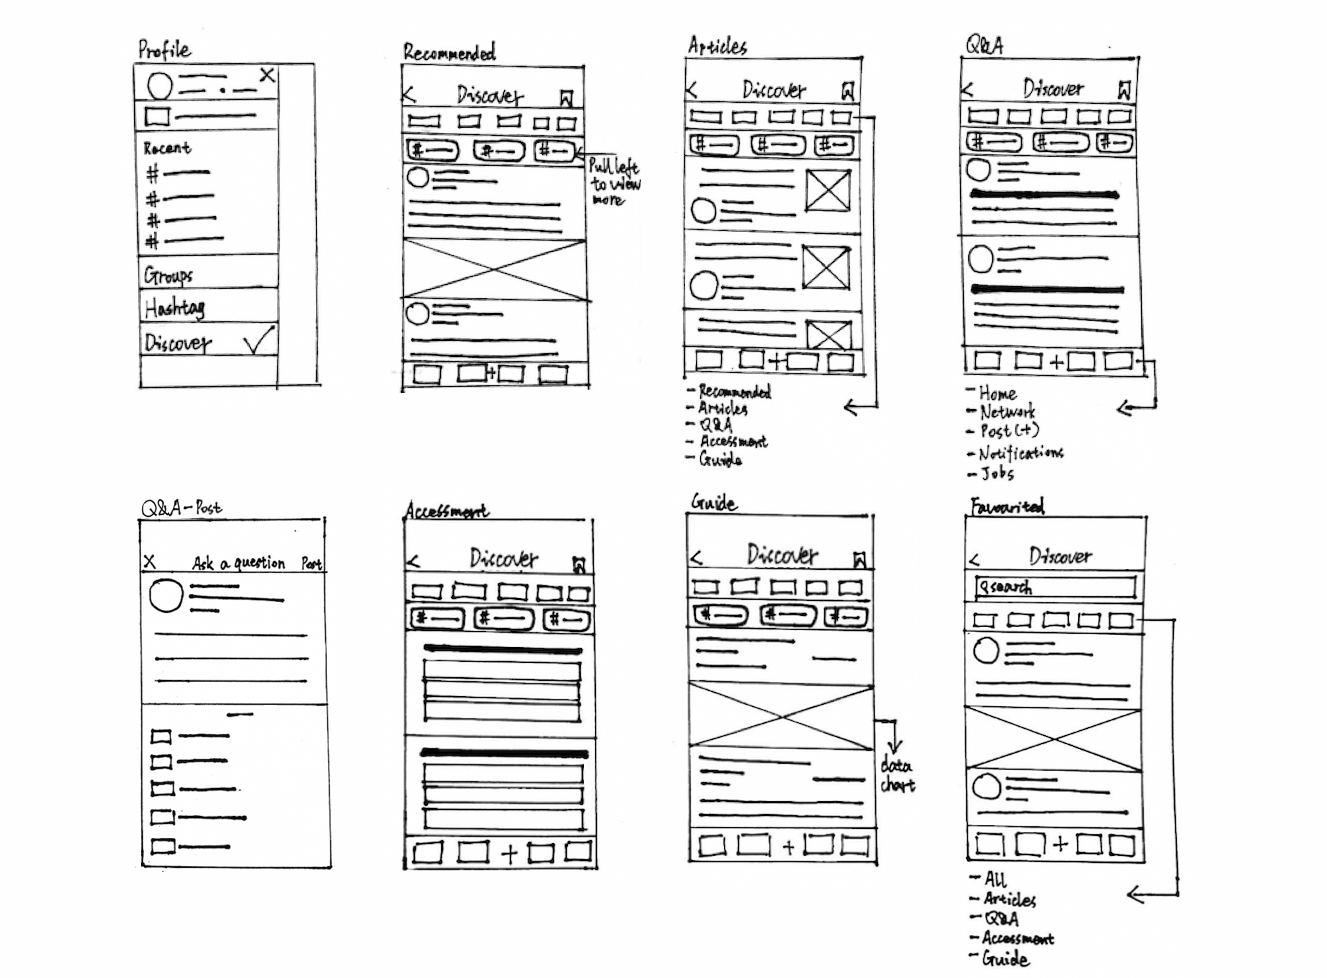 Profile
Recent
#
#
#
#
Groups
Hashtag
Discover
Recommended
Discover
# # #
Pull left
to view
more
Articles
Discover
# # #
- Recommended
- Articles
- Q&A
- Accessment
- Guide
Q&A
Discover
# # #
- Home
- Network
- Post (+)
- Notifications
- Jobs
Q&A-Post
X Ask a question Post
Accessment
Discover
# # #
Guide
Discover
# # #
data
chart
Favourited
Discover
search
- All
- Articles
- Q&A
- Accessment
- Guide